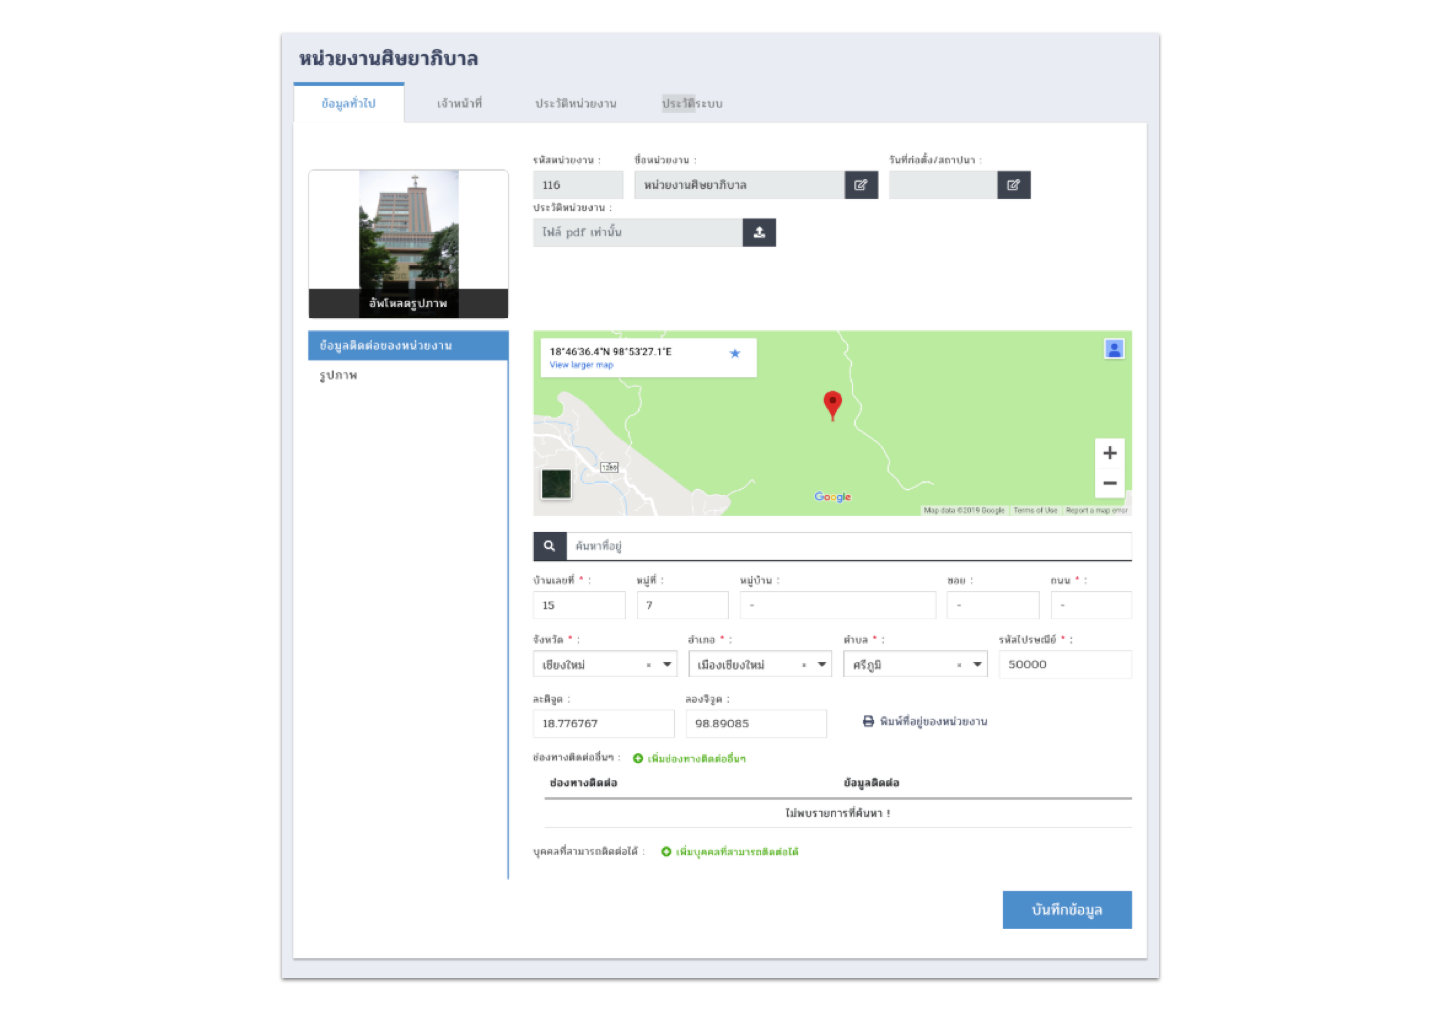 หน่วยงานศิษยาภิบาล
ข้อมูลทั่วไป เจ้าหน้าที่ ประวัติหน่วยงาน ประวัติระบบ
รหัสหน่วยงาน : ชื่อหน่วยงาน : วันที่ก่อตั้ง/สถาปนา :
116 หน่วยงานศิษยาภิบาล
ประวัติหน่วยงาน :
ไฟล์ pdf เท่านั้น
อัพโหลดรูปภาพ
ข้อมูลติดต่อของหน่วยงาน
รูปภาพ
18°46'36.4"N 98°53'27.1"E
View larger map
1269
Google
Map data ©2019 Google Terms of Use Report a map error
ค้นหาที่อยู่
บ้านเลขที่ * : หมู่ที่ : หมู่บ้าน : ซอย : ถนน * :
15 7 - - -
จังหวัด * : อำเภอ * : ตำบล * : รหัสไปรษณีย์ * :
เชียงใหม่ × เมืองเชียงใหม่ × ศรีภูมิ × 50000
ละติจูด : ลองจิจูด :
18.776767 98.89085 พิมพ์ที่อยู่ของหน่วยงาน
ช่องทางติดต่ออื่นๆ : เพิ่มช่องทางติดต่ออื่นๆ
ช่องทางติดต่อ ข้อมูลติดต่อ
ไม่พบรายการที่ค้นหา !
บุคคลที่สามารถติดต่อได้ : เพิ่มบุคคลที่สามารถติดต่อได้
บันทึกข้อมูล